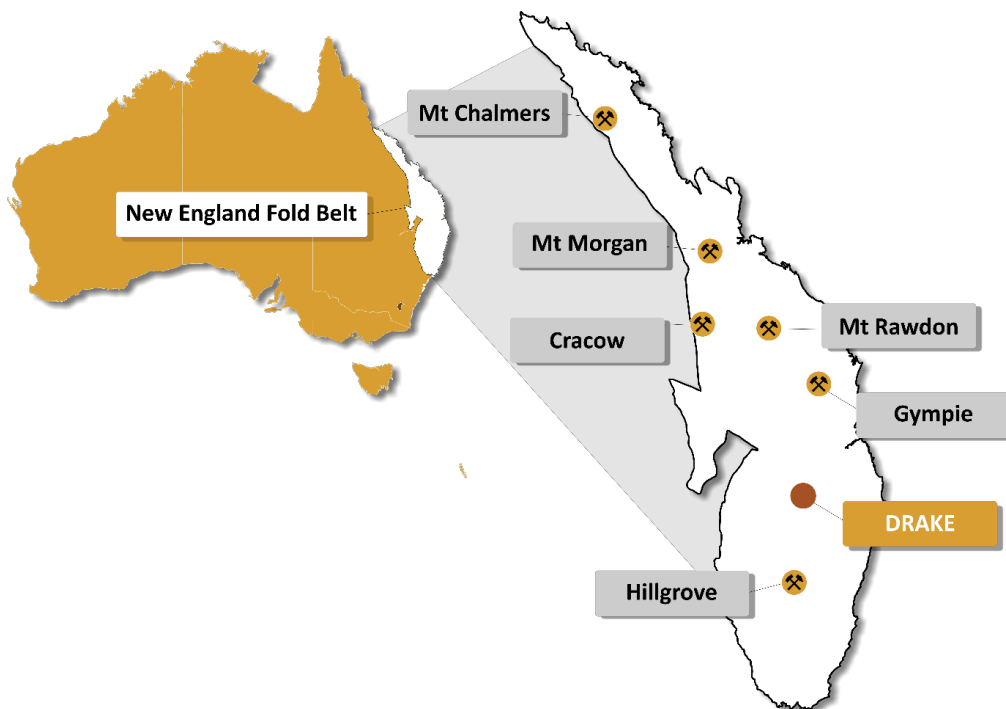 Mt Chalmers
New England Fold Belt
Mt Morgan
Cracow
Mt Rawdon
Gympie
DRAKE
Hillgrove